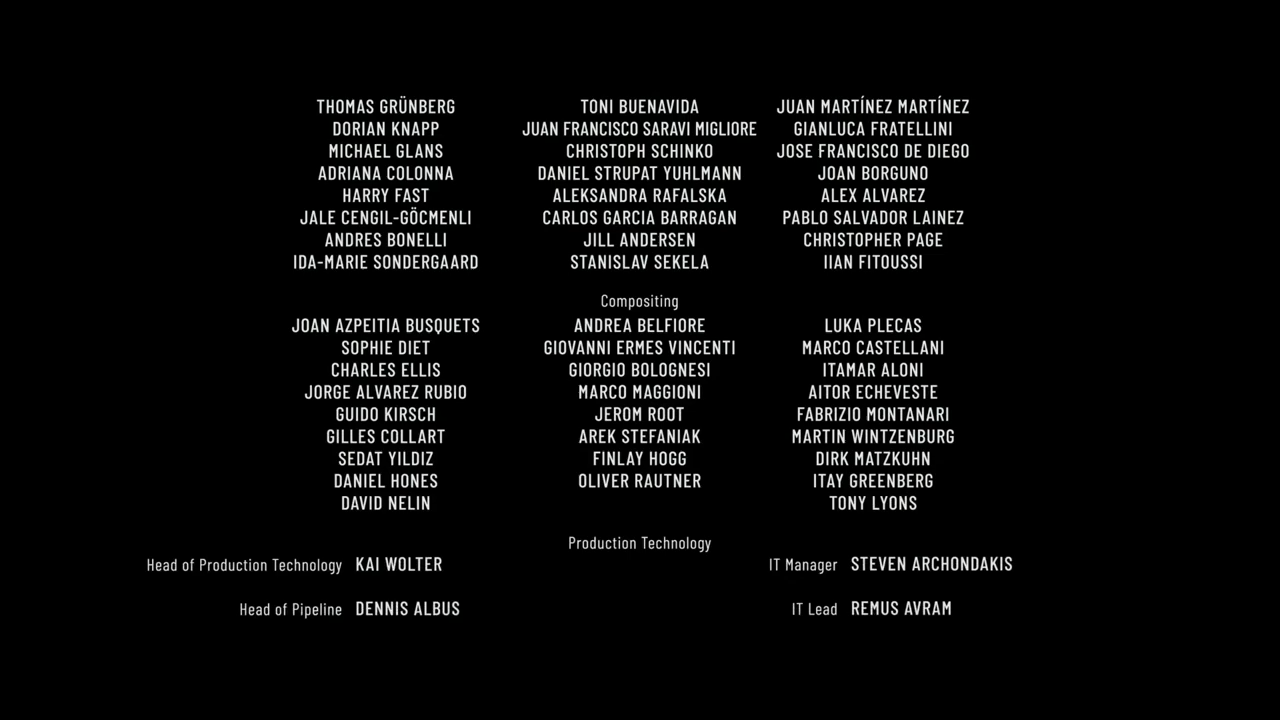 THOMAS GRÜNBERG TONI BUENAVIDA JUAN MARTÍNEZ MARTÍNEZ
DORIAN KNAPP JUAN FRANCISCO SARAVI MIGLIORE GIANLUCA FRATELLINI
MICHAEL GLANS CHRISTOPH SCHINKO JOSE FRANCISCO DE DIEGO
ADRIANA COLONNA DANIEL STRUPAT YUHLMANN JOAN BORGUNO
HARRY FAST ALEKSANDRA RAFALSKA ALEX ALVAREZ
JALE CENGIL-GÖCMENLI CARLOS GARCIA BARRAGAN PABLO SALVADOR LAINEZ
ANDRES BONELLI JILL ANDERSEN CHRISTOPHER PAGE
IDA-MARIE SONDERGAARD STANISLAV SEKELA IIAN FITOUSSI
Compositing
JOAN AZPEITIA BUSQUETS ANDREA BELFIORE LUKA PLECAS
SOPHIE DIET GIOVANNI ERMES VINCENTI MARCO CASTELLANI
CHARLES ELLIS GIORGIO BOLOGNESI ITAMAR ALONI
JORGE ALVAREZ RUBIO MARCO MAGGIONI AITOR ECHEVESTE
GUIDO KIRSCH JEROM ROOT FABRIZIO MONTANARI
GILLES COLLART AREK STEFANIAK MARTIN WINTZENBURG
SEDAT YILDIZ FINLAY HOGG DIRK MATZKUHN
DANIEL HONES OLIVER RAUTNER ITAY GREENBERG
DAVID NELIN TONY LYONS
Production Technology
Head of Production Technology KAI WOLTER IT Manager STEVEN ARCHONDAKIS
Head of Pipeline DENNIS ALBUS IT Lead REMUS AVRAM